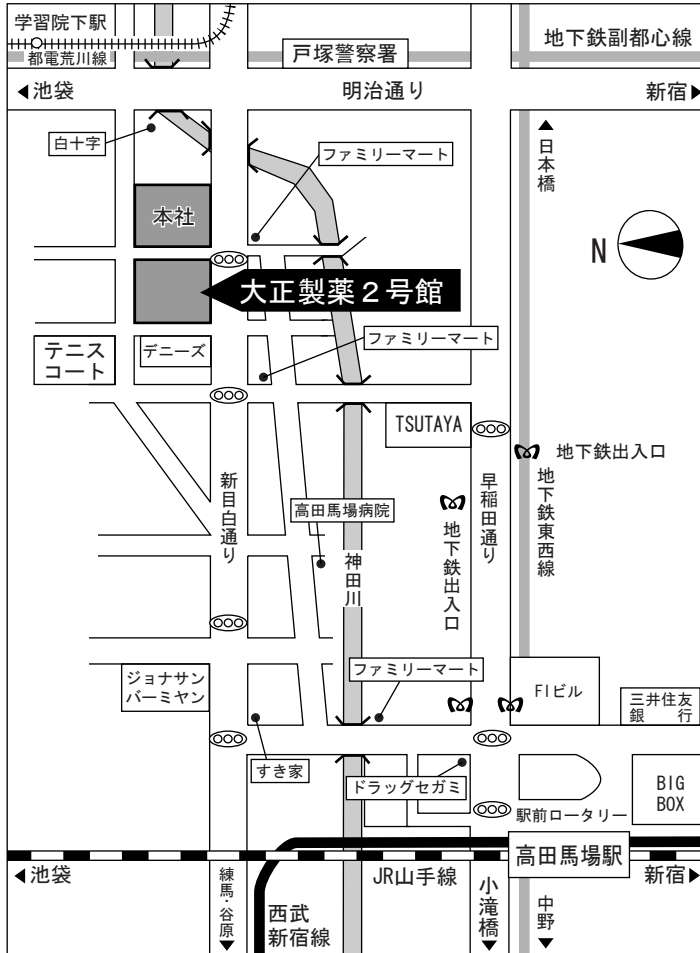 学習院下駅
都電荒川線
戸塚警察署
地下鉄副都心線
◀池袋
明治通り
新宿▶
白十字
ファミリーマート
▲日本橋
本社
N
大正製薬２号館
テニス
コート
デニーズ
ファミリーマート
TSUTAYA
地下鉄出入口
新目白通り
高田馬場病院
神田川
地下鉄出入口
早稲田通り
地下鉄東西線
ジョナサン
バーミヤン
ファミリーマート
FIビル
三井住友
銀行
すき家
ドラッグセガミ
駅前ロータリー
BIG
BOX
高田馬場駅
◀池袋
練馬・谷原▼
西武
新宿線
JR山手線
小滝橋▼
中野▼
新宿▶